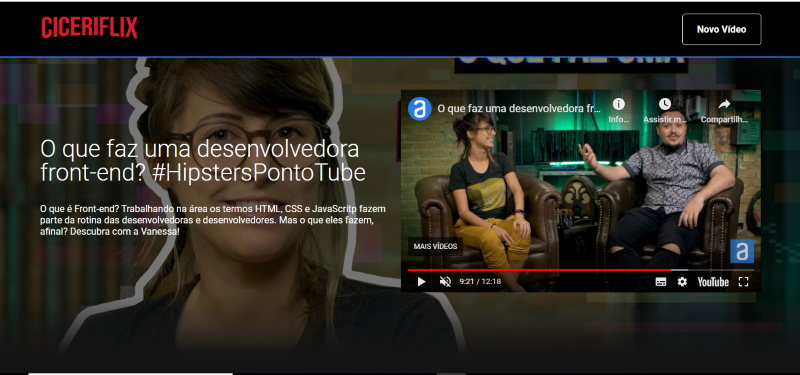 CICERIFLIX
Novo Vídeo
O QUE FAZ UMA
O que faz uma desenvolvedora
front-end? #HipstersPontoTube
O que é Front-end? Trabalhando na área os termos HTML, CSS e JavaScritp fazem
parte da rotina das desenvolvedoras e desenvolvedores. Mas o que eles fazem,
afinal? Descubra com a Vanessa!
a
O que faz uma desenvolvedora fr...
Info...
Assistir m...
Compartilh...
MAIS VÍDEOS
a
9:21 / 12:18
YouTube